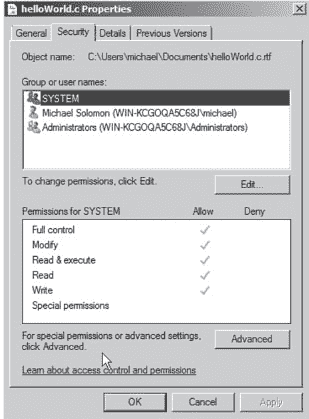 helloWorld.c Properties
General Security Details Previous Versions
Object name: C:\Users\michael\Documents\helloWorld.c.rtf
Group or user names:
SYSTEM
Michael Solomon (WIN-KCGOQA5C68J\michael)
Administrators (WIN-KCGOQA5C68J\Administrators)
To change permissions, click Edit.
Edit...
Permissions for SYSTEM Allow Deny
Full control
Modify
Read & execute
Read
Write
Special permissions
For special permissions or advanced settings,
click Advanced.
Advanced
Learn about access control and permissions
OK Cancel Apply